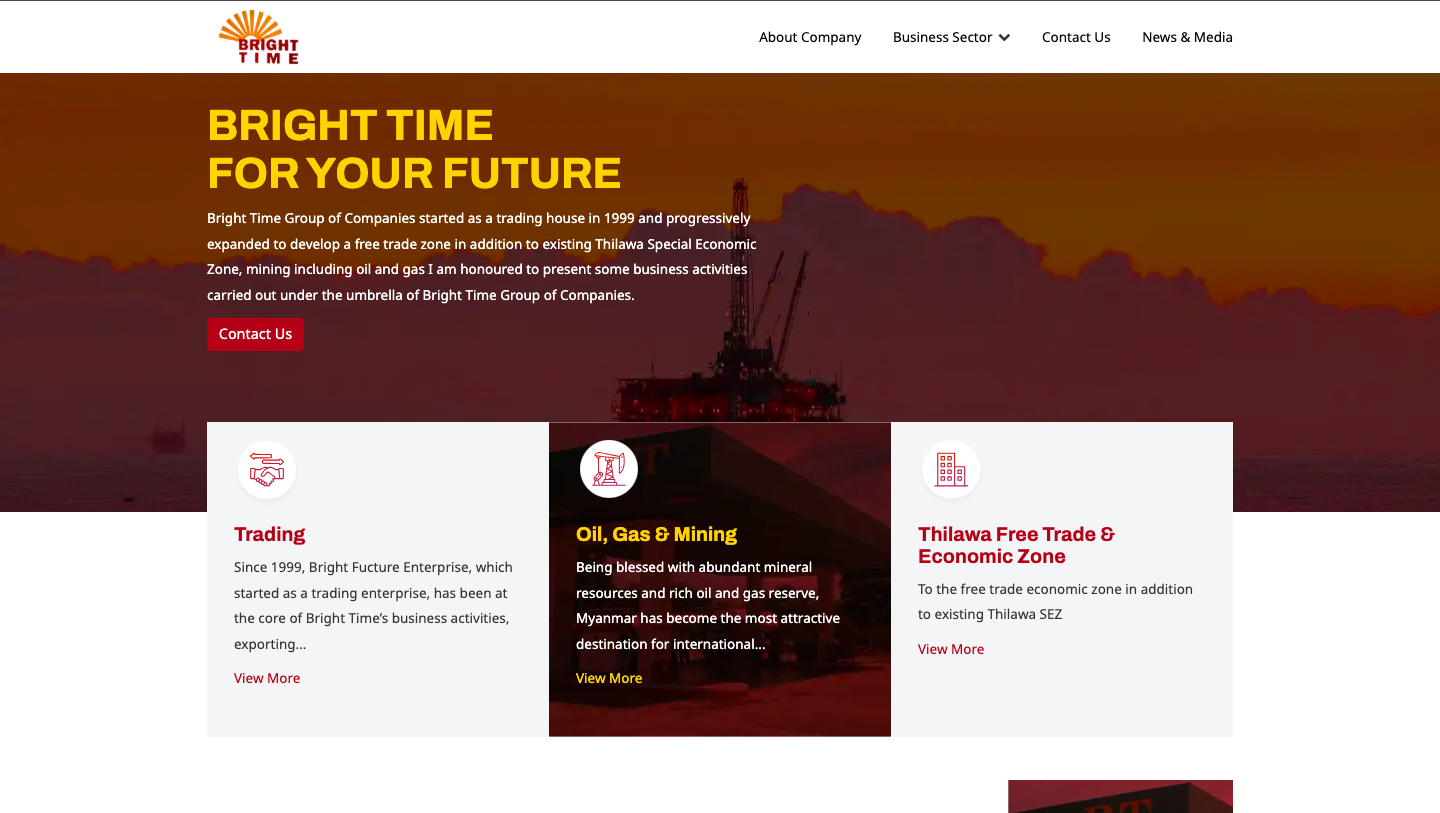 BRIGHT
TIME
About Company
Business Sector
Contact Us
News & Media
BRIGHT TIME
FOR YOUR FUTURE
Bright Time Group of Companies started as a trading house in 1999 and progressively
expanded to develop a free trade zone in addition to existing Thilawa Special Economic
Zone, mining including oil and gas I am honoured to present some business activities
carried out under the umbrella of Bright Time Group of Companies.
Contact Us
Trading
Since 1999, Bright Fucture Enterprise, which
started as a trading enterprise, has been at
the core of Bright Time’s business activities,
exporting...
View More
Oil, Gas & Mining
Being blessed with abundant mineral
resources and rich oil and gas reserve,
Myanmar has become the most attractive
destination for international...
View More
Thilawa Free Trade &
Economic Zone
To the free trade economic zone in addition
to existing Thilawa SEZ
View More